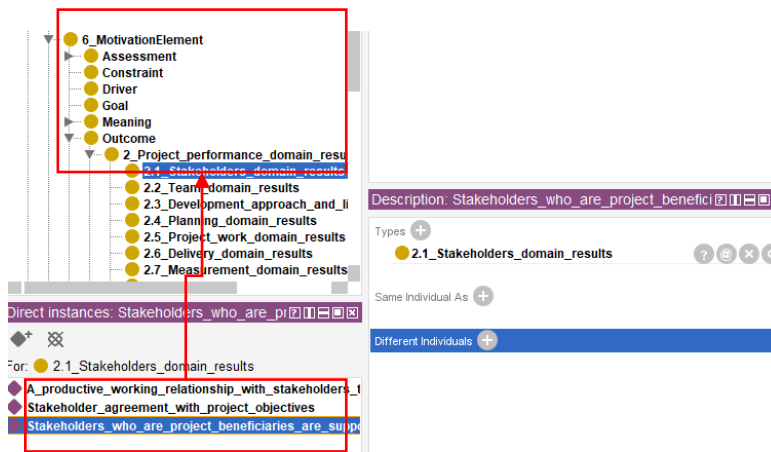 6_MotivationElement
Assessment
Constraint
Driver
Goal
Meaning
Outcome
2_Project_performance_domain_resu
2.1_Stakeholders_domain_results
2.2_Team_domain_results
2.3_Development_approach_and_li
2.4_Planning_domain_results
2.5_Project_work_domain_results
2.6_Delivery_domain_results
2.7_Measurement_domain_results
Direct instances: Stakeholders_who_are_pr
For: 2.1_Stakeholders_domain_results
A_productive_working_relationship_with_stakeholders_t
Stakeholder_agreement_with_project_objectives
Stakeholders_who_are_project_beneficiaries_are_suppo
Description: Stakeholders_who_are_project_benefici
Types
2.1_Stakeholders_domain_results
Same Individual As
Different Individuals